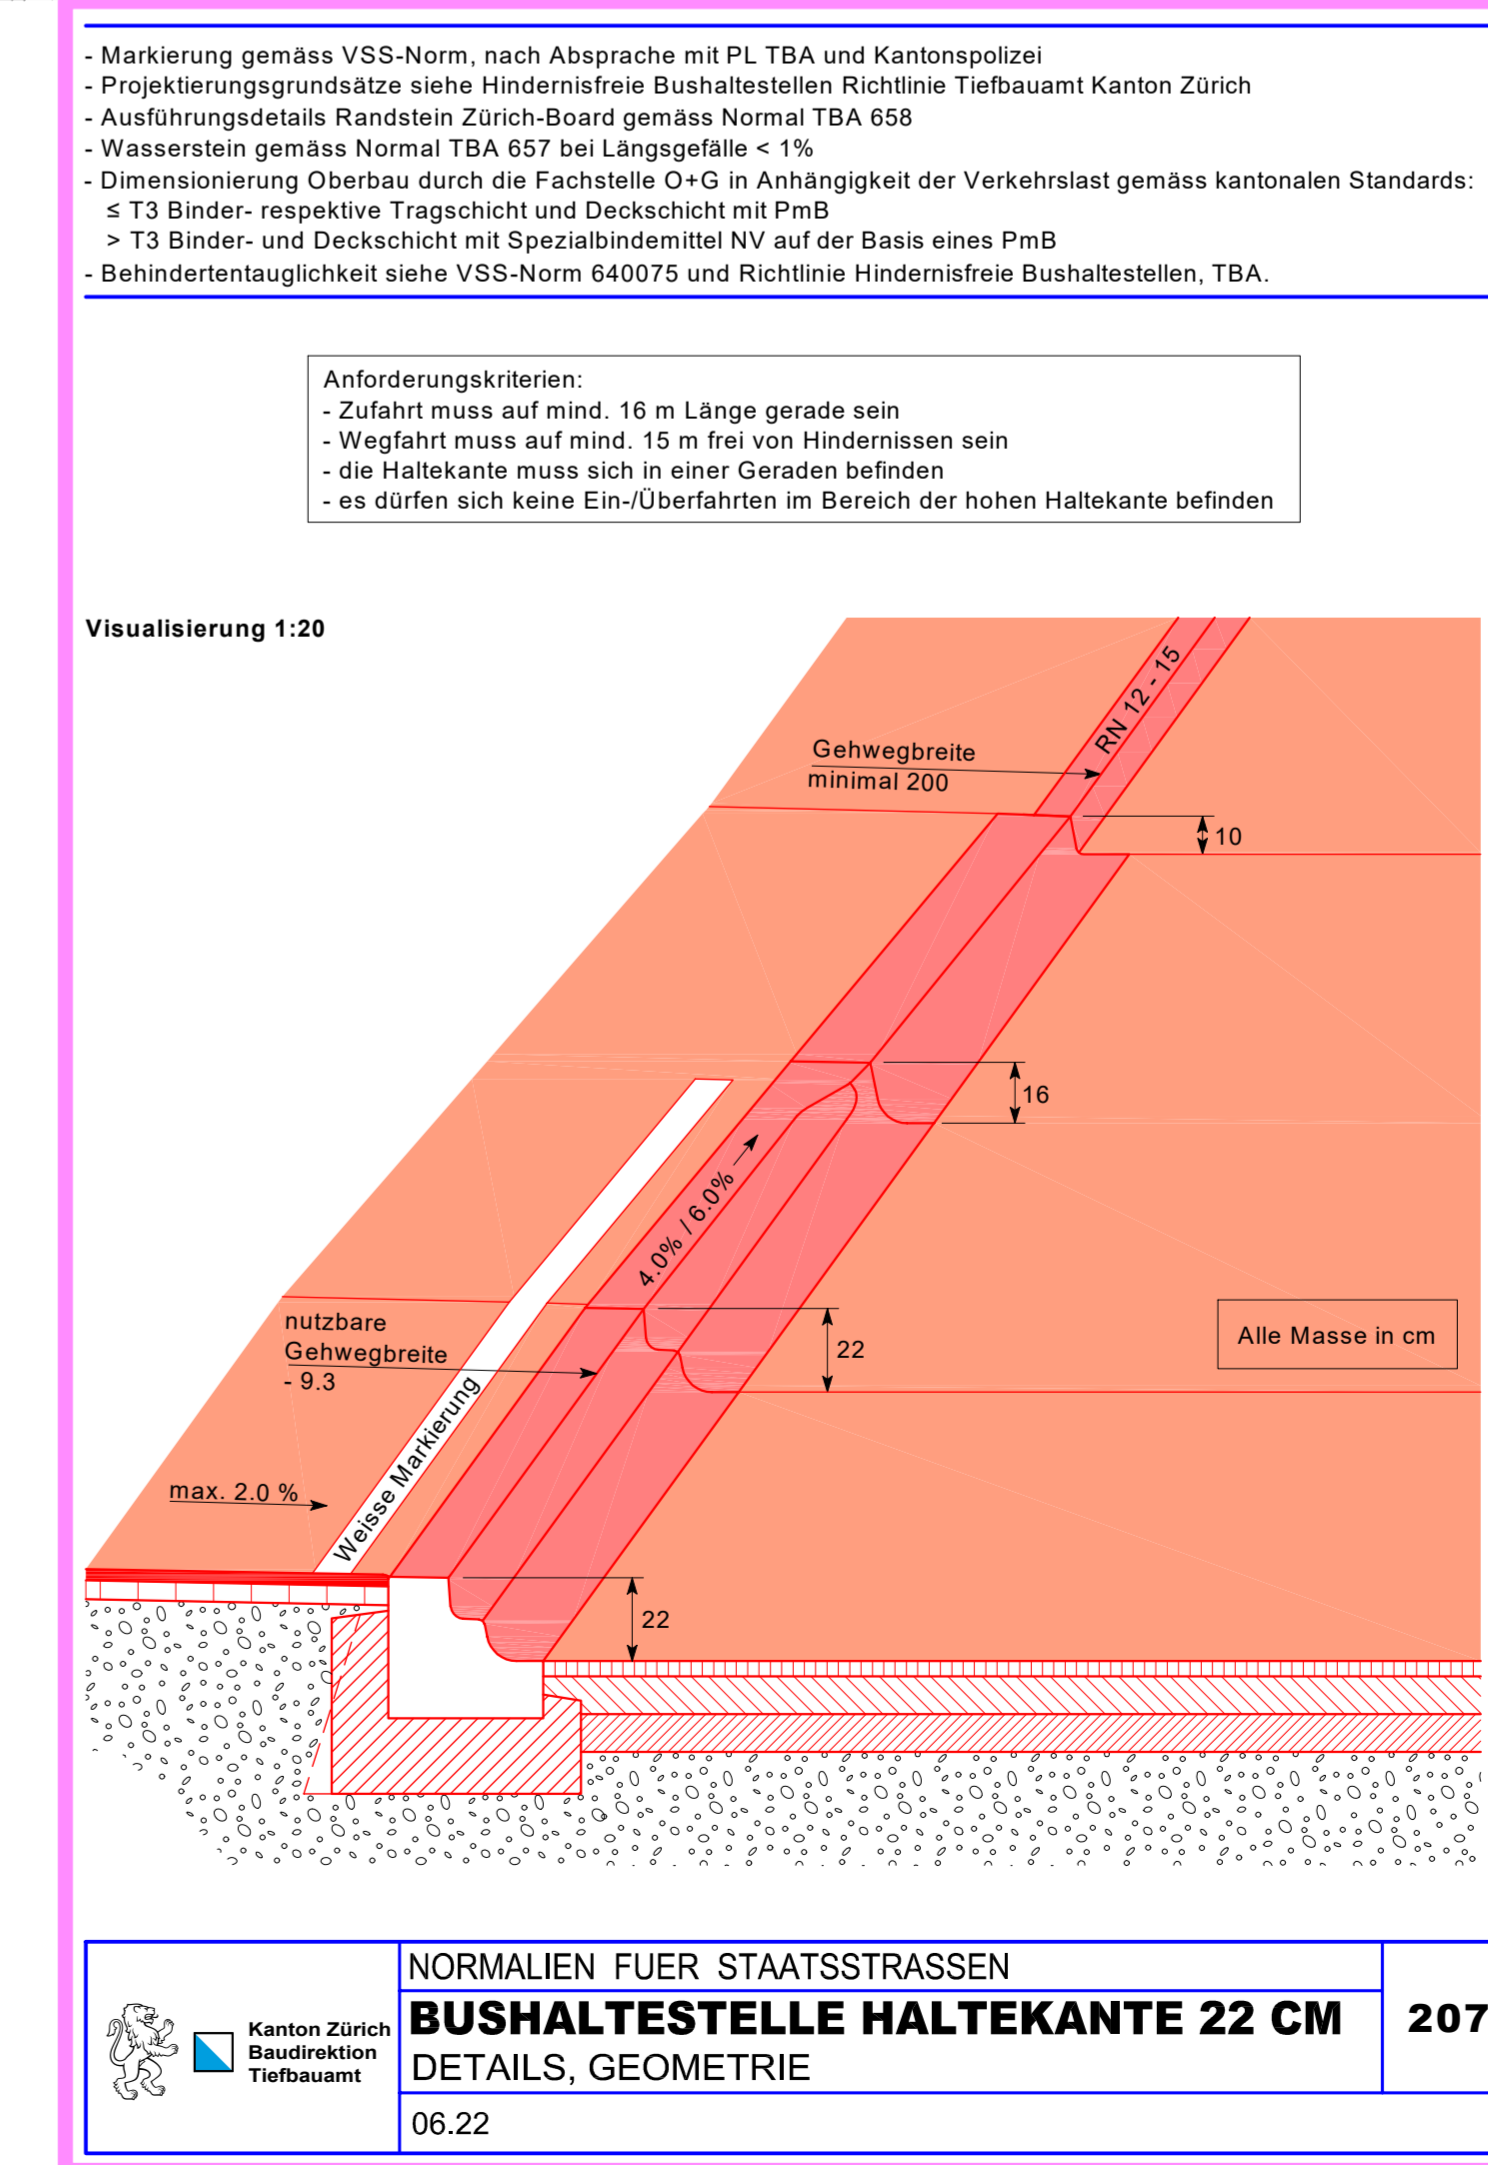 - Markierung gemäss VSS-Norm, nach Absprache mit PL TBA und Kantonspolizei
- Projektierungsgrundsätze siehe Hindernisfreie Bushaltestellen Richtlinie Tiefbauamt Kanton Zürich
- Ausführungsdetails Randstein Zürich-Board gemäss Normal TBA 658
- Wasserstein gemäss Normal TBA 657 bei Längsgefälle < 1%
- Dimensionierung Oberbau durch die Fachstelle O+G in Anhängigkeit der Verkehrslast gemäss kantonalen Standards:
≤ T3 Binder- respektive Tragschicht und Deckschicht mit PmB
> T3 Binder- und Deckschicht mit Spezialbindemittel NV auf der Basis eines PmB
- Behindertentauglichkeit siehe VSS-Norm 640075 und Richtlinie Hindernisfreie Bushaltestellen, TBA.
Anforderungskriterien:
- Zufahrt muss auf mind. 16 m Länge gerade sein
- Wegfahrt muss auf mind. 15 m frei von Hindernissen sein
- die Haltekante muss sich in einer Geraden befinden
- es dürfen sich keine Ein-/Überfahrten im Bereich der hohen Haltekante befinden
Visualisierung 1:20
RN 12 - 15
Gehwegbreite
minimal 200
10
16
4.0% / 6.0%
nutzbare
Gehwegbreite
- 9.3
22
Alle Masse in cm
Weisse Markierung
max. 2.0 %
22
NORMALIEN FUER STAATSSTRASSEN
BUSHALTESTELLE HALTEKANTE 22 CM
207
DETAILS, GEOMETRIE
Kanton Zürich
Baudirektion
Tiefbauamt
06.22